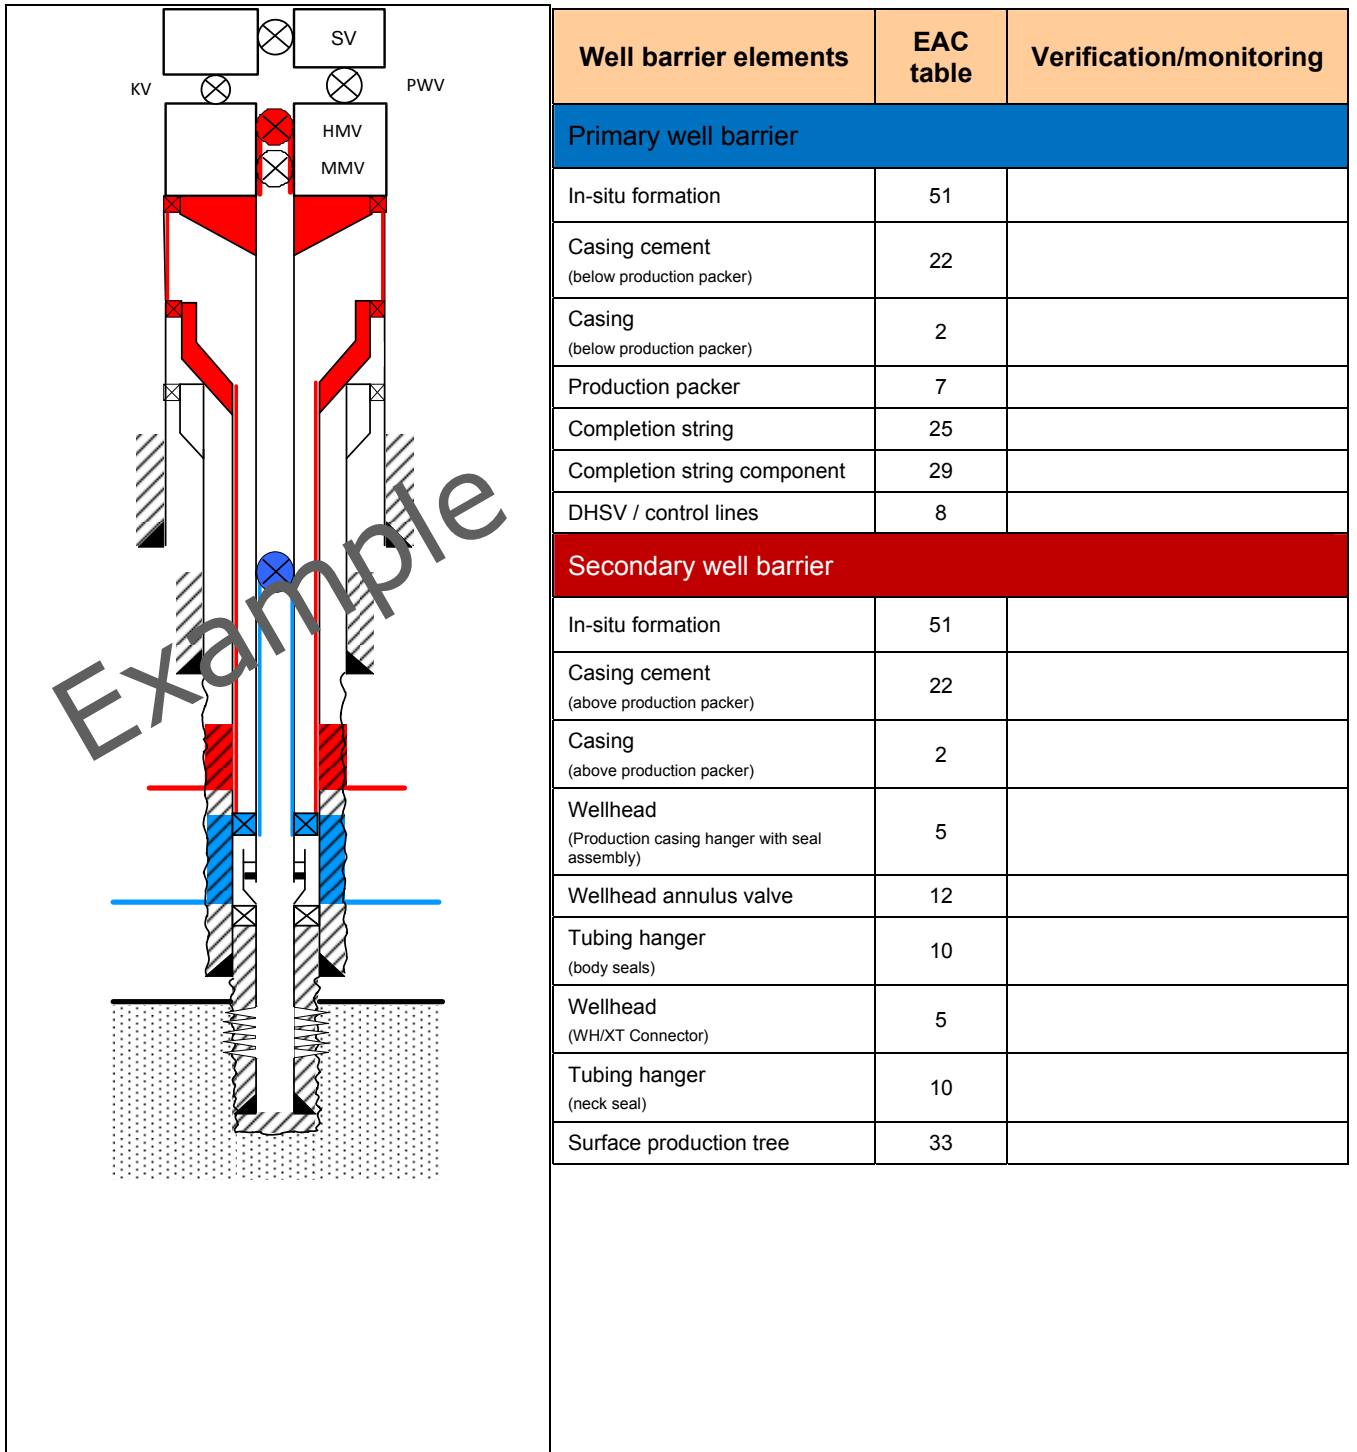 SV
KV
PWV
HMV
MMV
Example
Well barrier elements
EAC
table
Verification/monitoring
Primary well barrier
In-situ formation
51
Casing cement
(below production packer)
22
Casing
(below production packer)
2
Production packer
7
Completion string
25
Completion string component
29
DHSV / control lines
8
Secondary well barrier
In-situ formation
51
Casing cement
(above production packer)
22
Casing
(above production packer)
2
Wellhead
(Production casing hanger with seal
assembly)
5
Wellhead annulus valve
12
Tubing hanger
(body seals)
10
Wellhead
(WH/XT Connector)
5
Tubing hanger
(neck seal)
10
Surface production tree
33